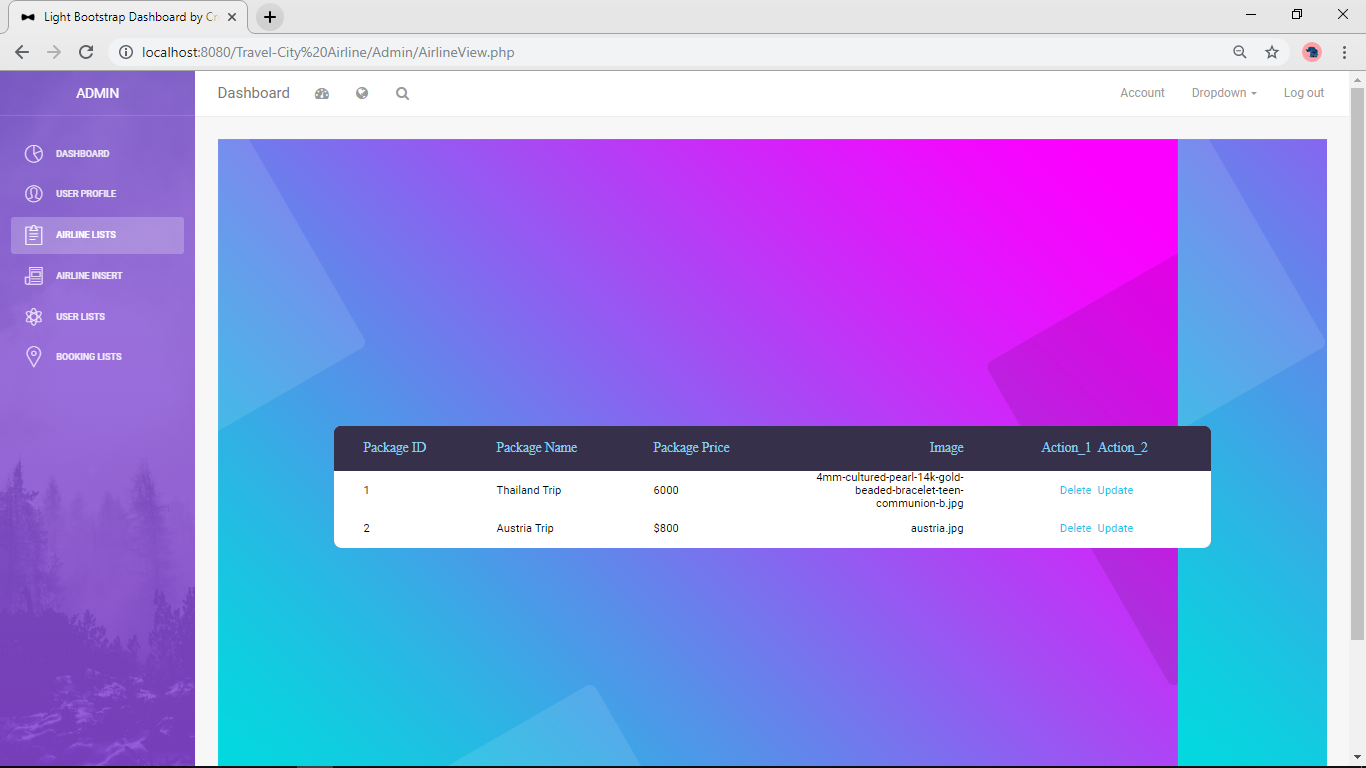 Light Bootstrap Dashboard by Cr
localhost:8080/Travel-City%20Airline/Admin/AirlineView.php
ADMIN
Dashboard
Account
Dropdown
Log out
DASHBOARD
USER PROFILE
AIRLINE LISTS
AIRLINE INSERT
USER LISTS
BOOKING LISTS
Package ID Package Name Package Price Image Action_1 Action_2
1 Thailand Trip 6000 4mm-cultured-pearl-14k-gold-
beaded-bracelet-teen-
communion-b.jpg Delete Update
2 Austria Trip $800 austria.jpg Delete Update